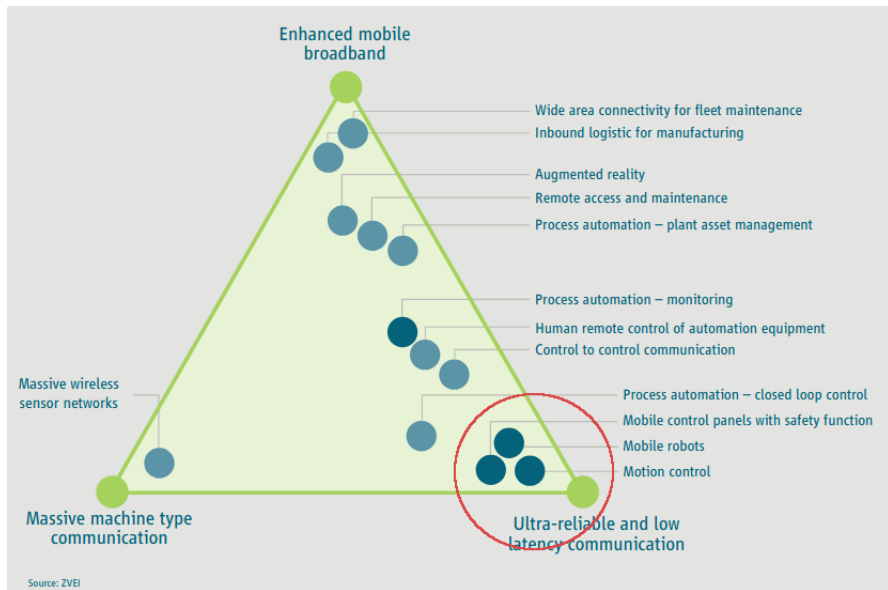 Enhanced mobile
broadband
Wide area connectivity for fleet maintenance
Inbound logistic for manufacturing
Augmented reality
Remote access and maintenance
Process automation – plant asset management
Process automation – monitoring
Human remote control of automation equipment
Control to control communication
Massive wireless
sensor networks
Process automation – closed loop control
Mobile control panels with safety function
Mobile robots
Motion control
Massive machine type
communication
Ultra-reliable and low
latency communication
Source: ZVEI